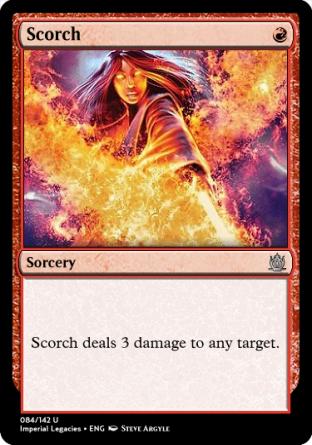 Scorch
Sorcery
Scorch deals 3 damage to any target.
084/142 U
Imperial Legacies • ENG Steve Argyle